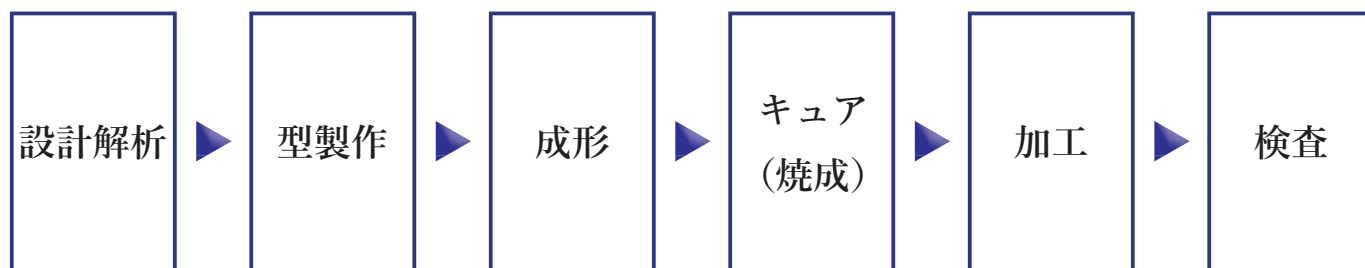 設計解析
型製作
成形
キュア
（焼成）
加工
検査